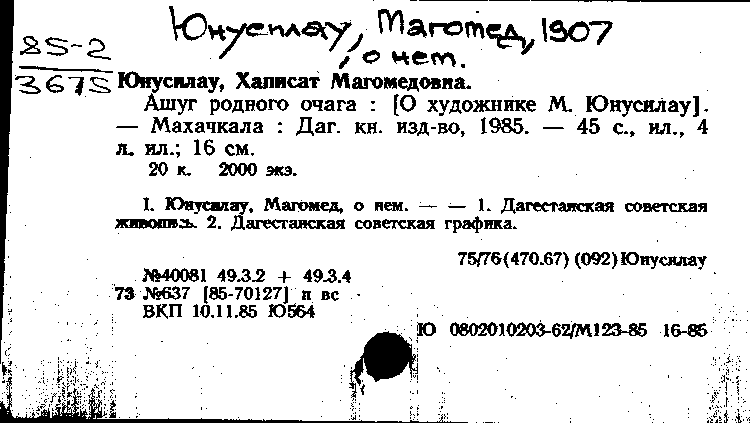 Юнусилау, Магомед, 1907
, о нем.
85-2
3675
Юнусилау, Халисат Магомедовна.
Ашуг родного очага : [О художнике М. Юнусилау].
— Махачкала : Даг. кн. изд-во, 1985. — 45 с., ил., 4
л. ил.; 16 см.
20 к. 2000 экз.
1. Юнусилау, Магомед, о нем. — — 1. Дагестанская советская
живопись. 2. Дагестанская советская графика.
75/76(470.67) (092) Юнусилау
№40081 49.3.2 + 49.3.4
73 №637 [85-70127] п вс
ВКП 10.11.85 Ю564
Ю 0802010203-62/М123-85 16-85